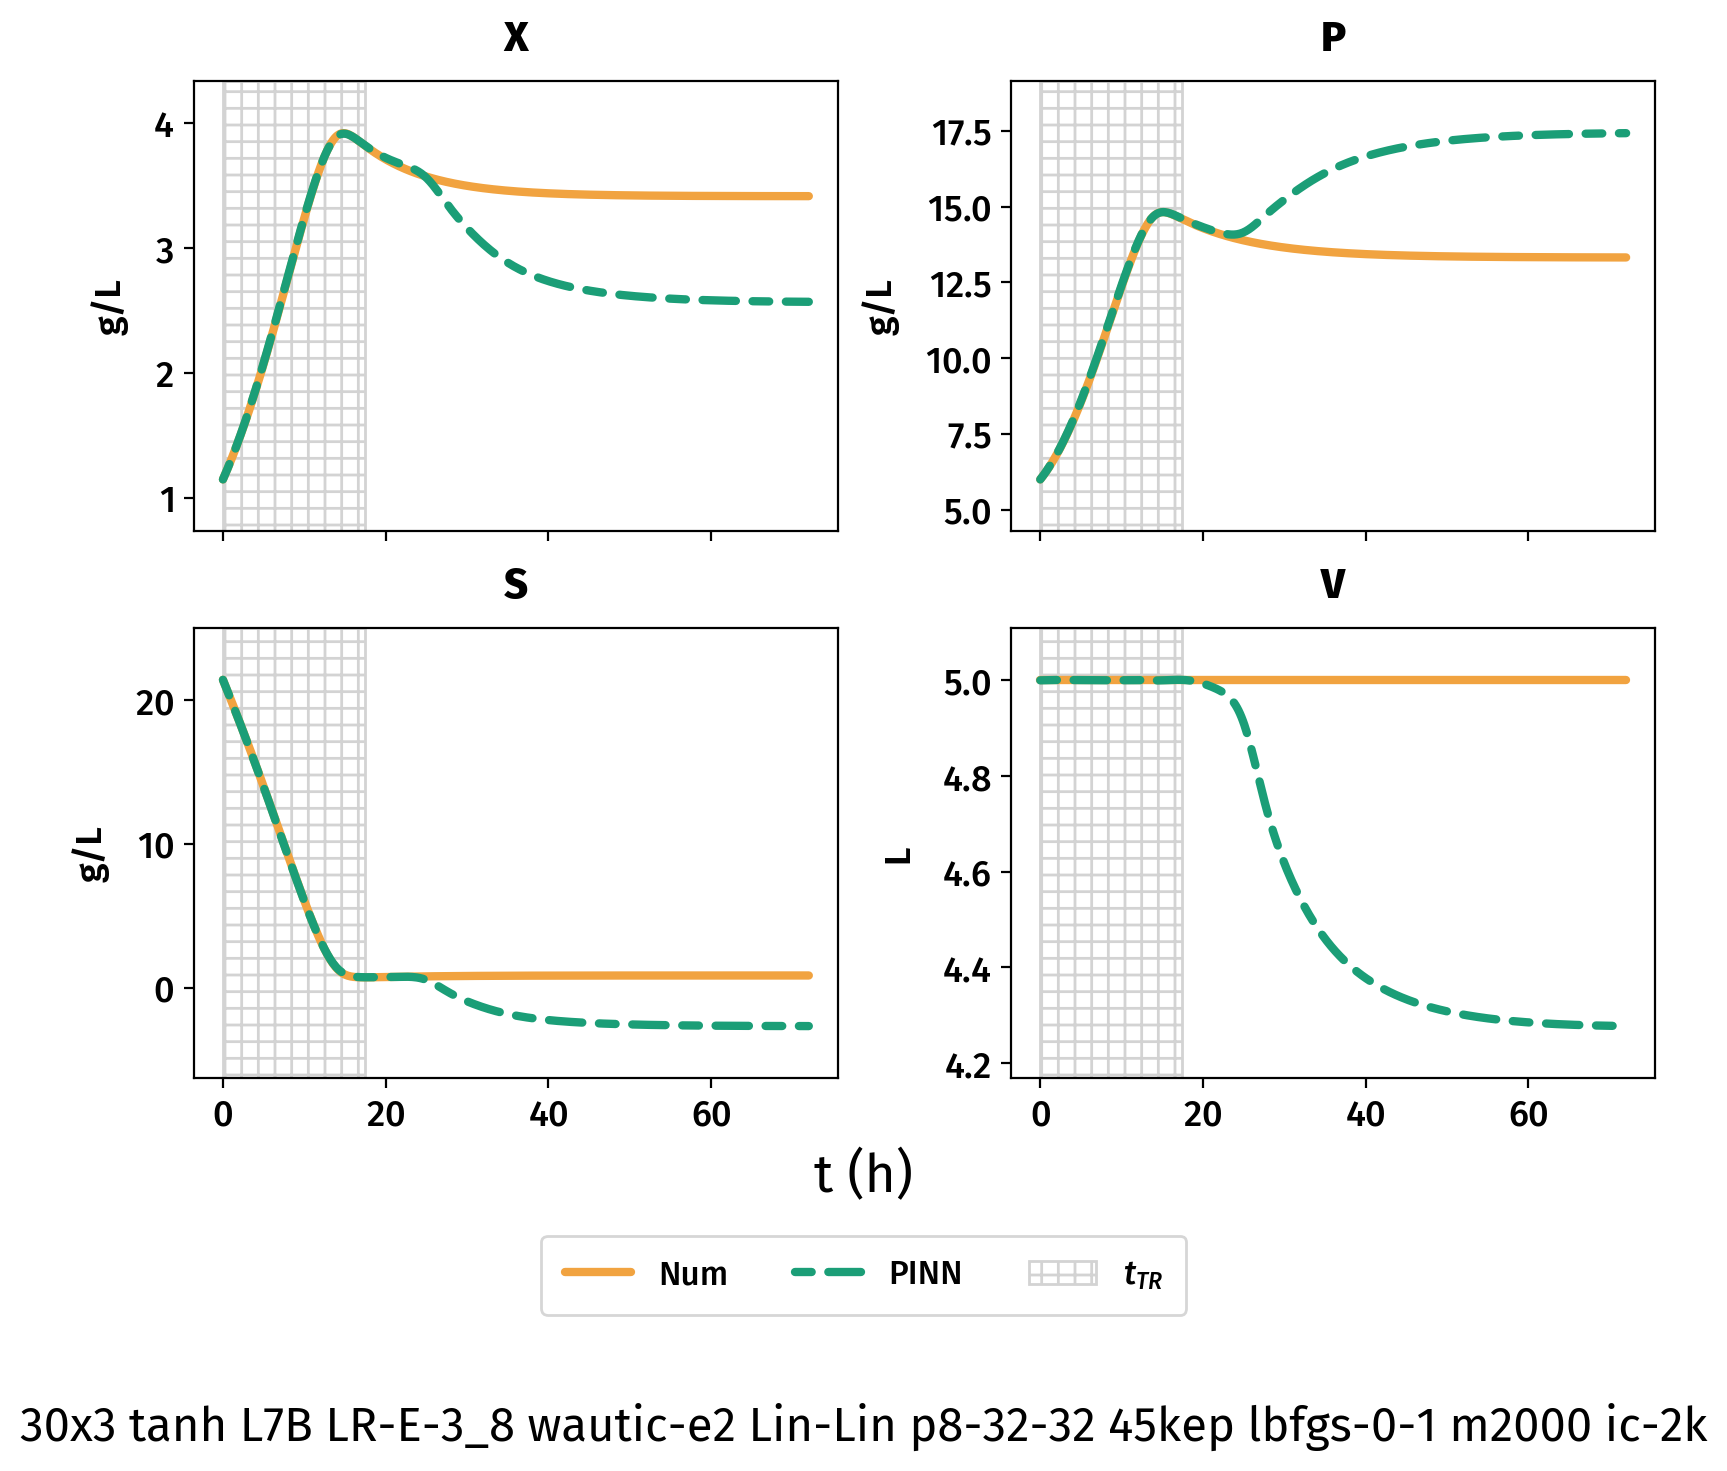 X
4
3
2
1
g/L
P
17.5
15.0
12.5
10.0
7.5
5.0
g/L
S
20
10
0
g/L
0 20 40 60
V
5.0
4.8
4.6
4.4
4.2
L
0 20 40 60
t (h)
Num PINN t_TR
30x3 tanh L7B LR-E-3_8 wautic-e2 Lin-Lin p8-32-32 45kep lbfgs-0-1 m2000 ic-2k